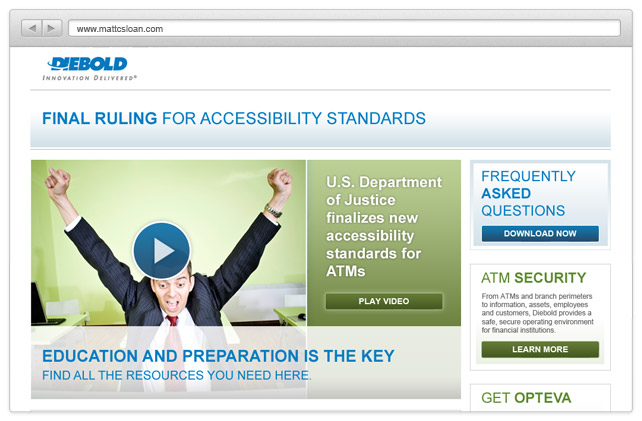 www.mattcsloan.com
DIEBOLD
INNOVATION DELIVERED®
FINAL RULING FOR ACCESSIBILITY STANDARDS
U.S. Department
of Justice
finalizes new
accessibility
standards for
ATMs
PLAY VIDEO
EDUCATION AND PREPARATION IS THE KEY
FIND ALL THE RESOURCES YOU NEED HERE.
FREQUENTLY
ASKED
QUESTIONS
DOWNLOAD NOW
ATM SECURITY
From ATMs and branch perimeters
to information, assets, employees
and customers, Diebold provides a
safe, secure operating environment
for financial institutions.
LEARN MORE
GET OPTEVA